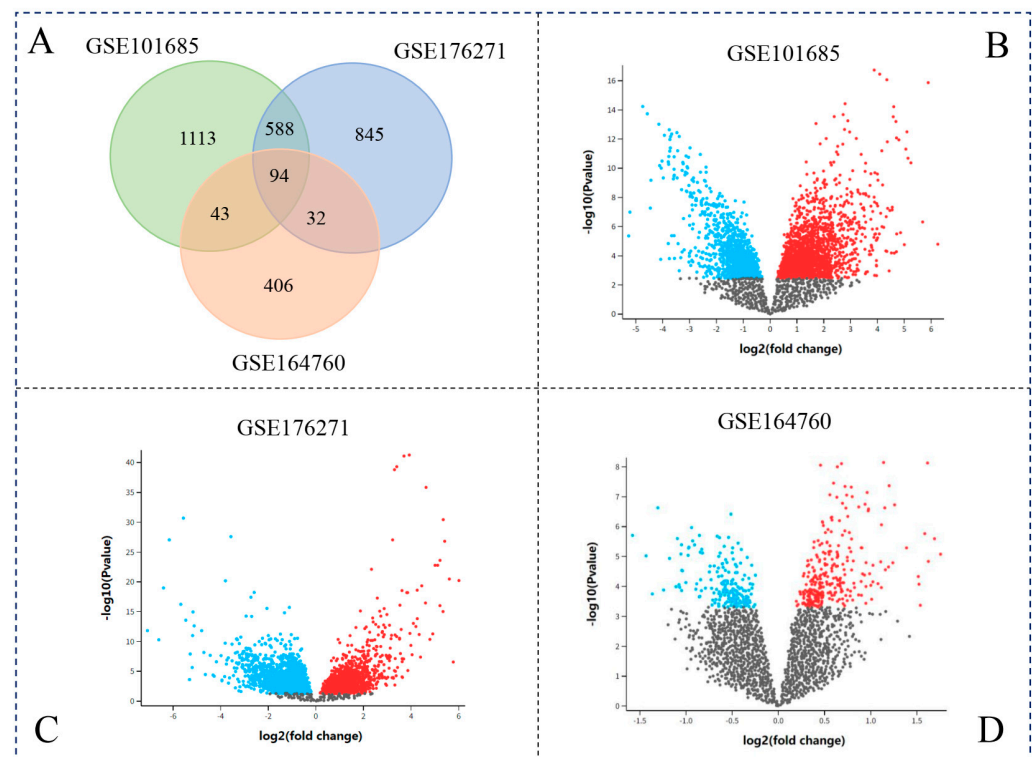 A
GSE101685
GSE176271
1113
588
845
94
43
32
406
GSE164760
B
GSE101685
16
14
12
10
8
6
4
2
0
-log10(Pvalue)
-5 -4 -3 -2 -1 0 1 2 3 4 5 6
log2(fold change)
C
GSE176271
40
35
30
25
20
15
10
5
0
-log10(Pvalue)
-6 -4 -2 0 2 4 6
log2(fold change)
D
GSE164760
8
7
6
5
4
3
2
1
0
-log10(Pvalue)
-1.5 -1.0 -0.5 0.0 0.5 1.0 1.5
log2(fold change)